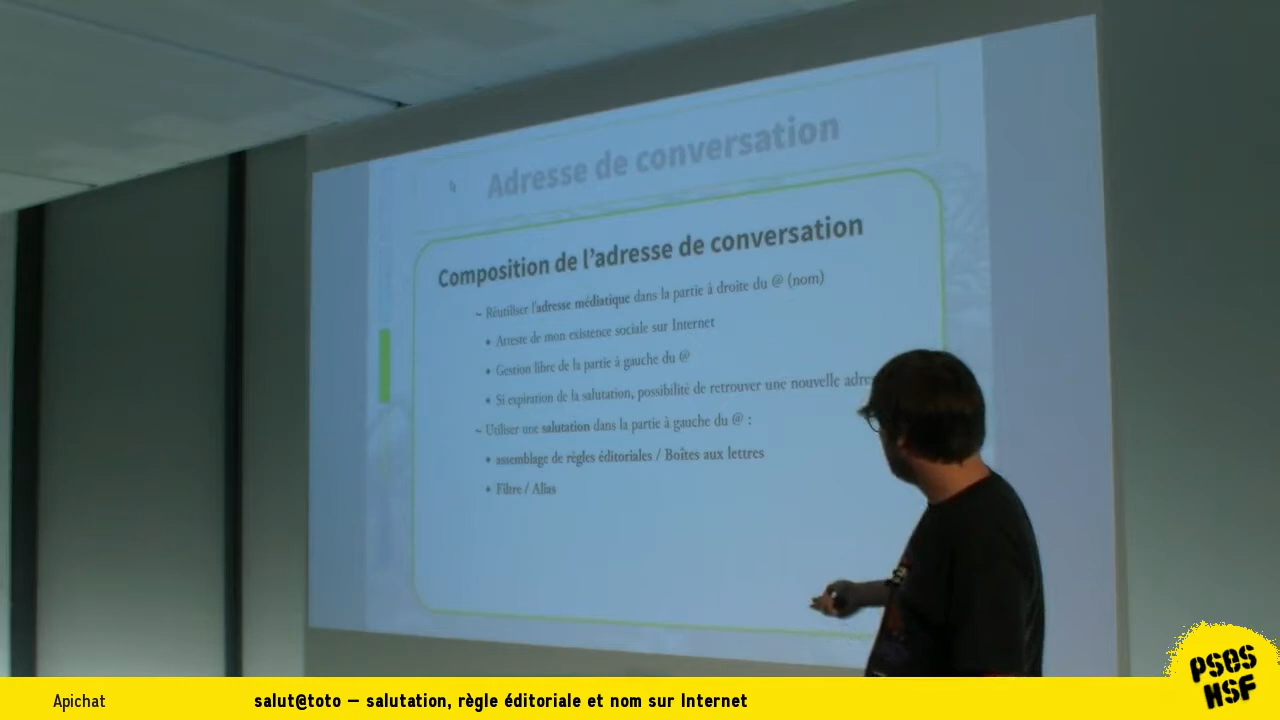 Adresse de conversation
Composition de l'adresse de conversation
~ Réutiliser l'adresse médiatique dans la partie à droite du @ (nom)
• Atteste de mon existence sociale sur Internet
• Gestion libre de la partie à gauche du @
• Si expiration de la salutation, possibilité de retrouver une nouvelle adre
~ Utiliser une salutation dans la partie à gauche du @ :
• assemblage de règles éditoriales / Boîtes aux lettres
• Filtre / Alias
PSES
HSF
Apichat
salut@toto — salutation, règle éditoriale et nom sur Internet